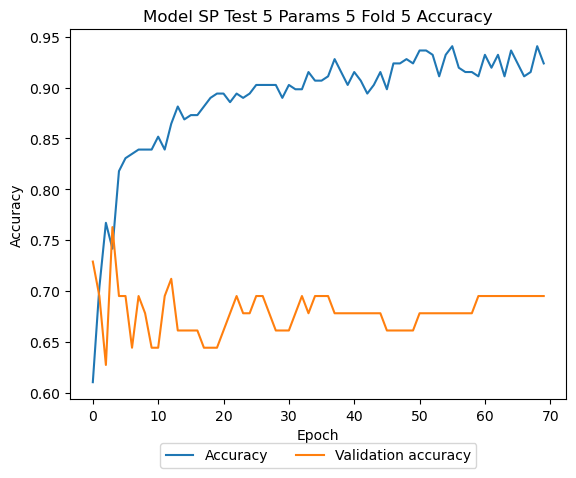 Model SP Test 5 Params 5 Fold 5 Accuracy
0.95
0.90
0.85
0.80
0.75
0.70
0.65
0.60
Accuracy
0 10 20 30 40 50 60 70
Epoch
Accuracy Validation accuracy